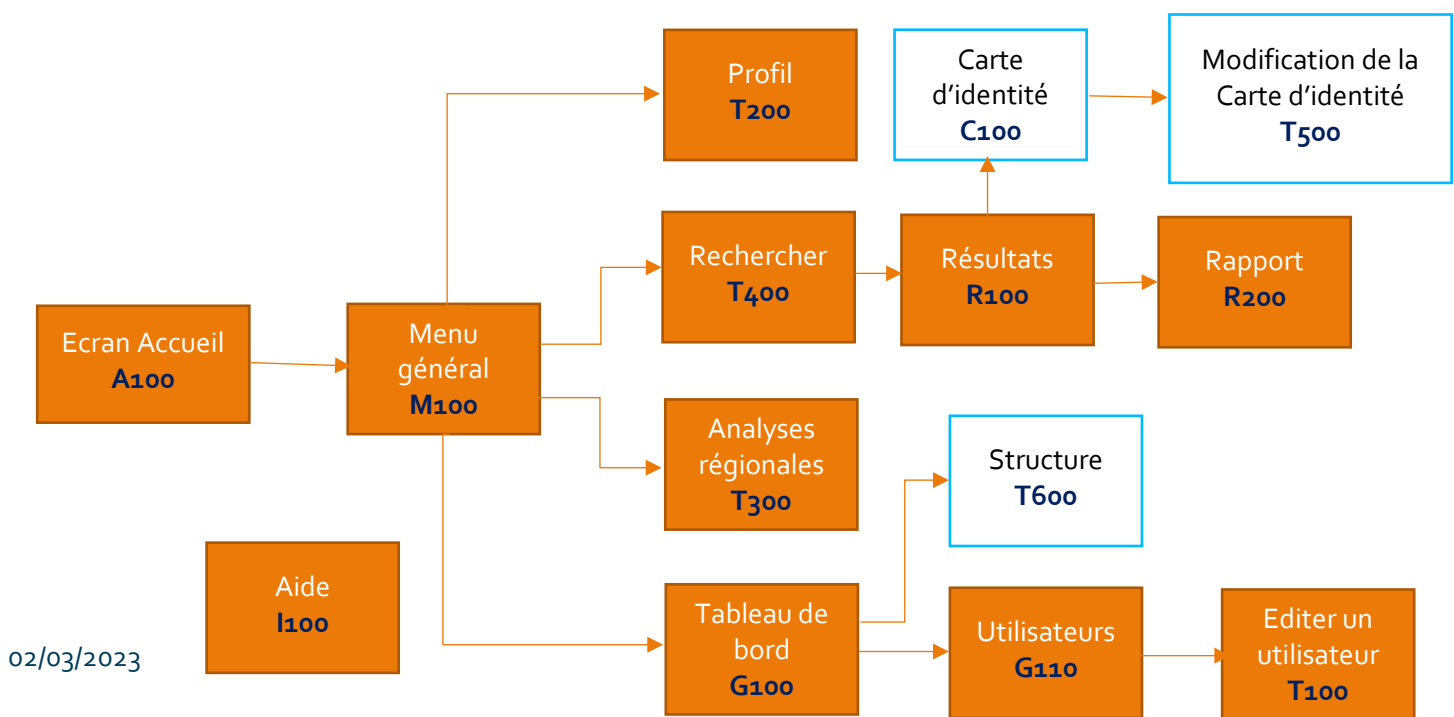 Profil
T200
Carte
d'identité
C100
Modification de la
Carte d'identité
T500
Rechercher
T400
Résultats
R100
Rapport
R200
Ecran Accueil
A100
Menu
général
M100
Analyses
régionales
T300
Structure
T600
Aide
I100
Tableau de
bord
G100
Utilisateurs
G110
Editer un
utilisateur
T100
02/03/2023